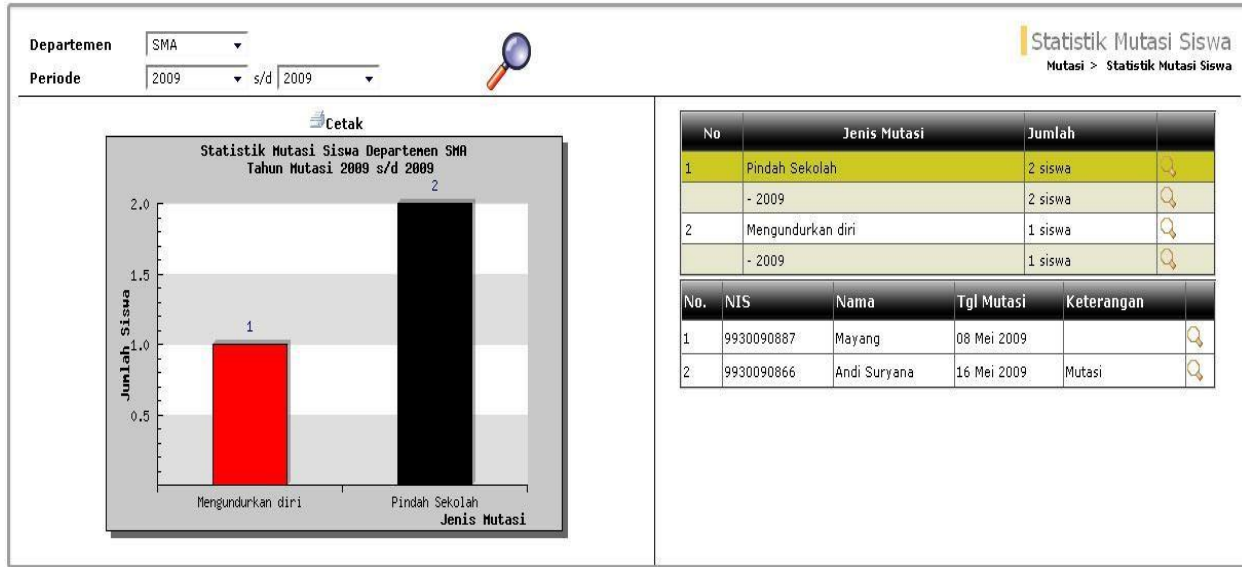 Departemen SMA
Periode 2009 s/d 2009
Statistik Mutasi Siswa
Mutasi > Statistik Mutasi Siswa
Cetak
Statistik Mutasi Siswa Departemen SMA
Tahun Mutasi 2009 s/d 2009
2
2.0
1.5
1
1.0
0.5
Jumlah Siswa
Mengundurkan diri Pindah Sekolah
Jenis Mutasi
No Jenis Mutasi Jumlah
1 Pindah Sekolah 2 siswa
- 2009 2 siswa
2 Mengundurkan diri 1 siswa
- 2009 1 siswa
No. NIS Nama Tgl Mutasi Keterangan
1 9930090887 Mayang 08 Mei 2009
2 9930090866 Andi Suryana 16 Mei 2009 Mutasi